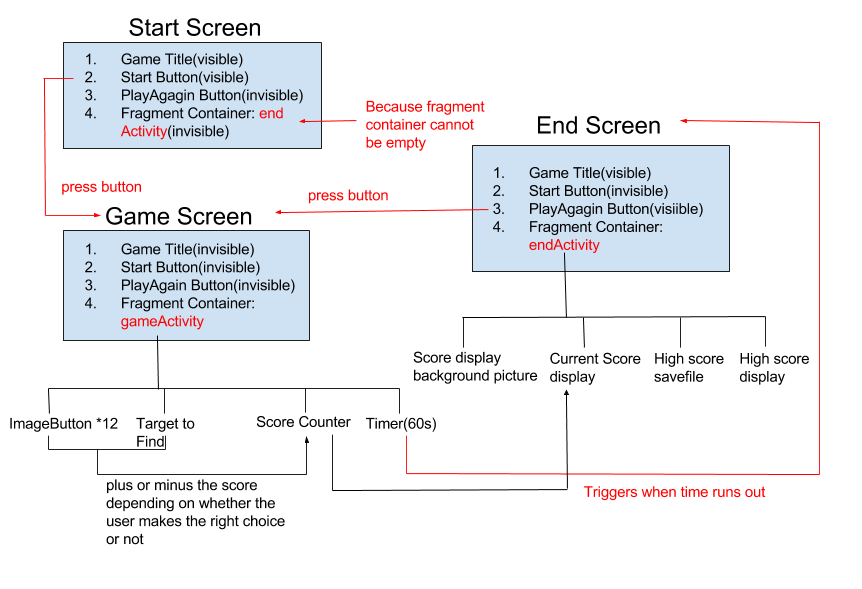 Start Screen
1. Game Title(visible)
2. Start Button(visible)
3. PlayAgagin Button(invisible)
4. Fragment Container: end
Activity(invisible)
Because fragment
container cannot
be empty
End Screen
1. Game Title(visible)
2. Start Button(invisible)
3. PlayAgagin Button(visiible)
4. Fragment Container:
endActivity
press button
press button
Game Screen
1. Game Title(invisible)
2. Start Button(invisible)
3. PlayAgain Button(invisible)
4. Fragment Container:
gameActivity
Score display
background picture
Current Score
display
High score
savefile
High score
display
ImageButton *12
Target to
Find
Score Counter
Timer(60s)
plus or minus the score
depending on whether the
user makes the right choice
or not
Triggers when time runs out